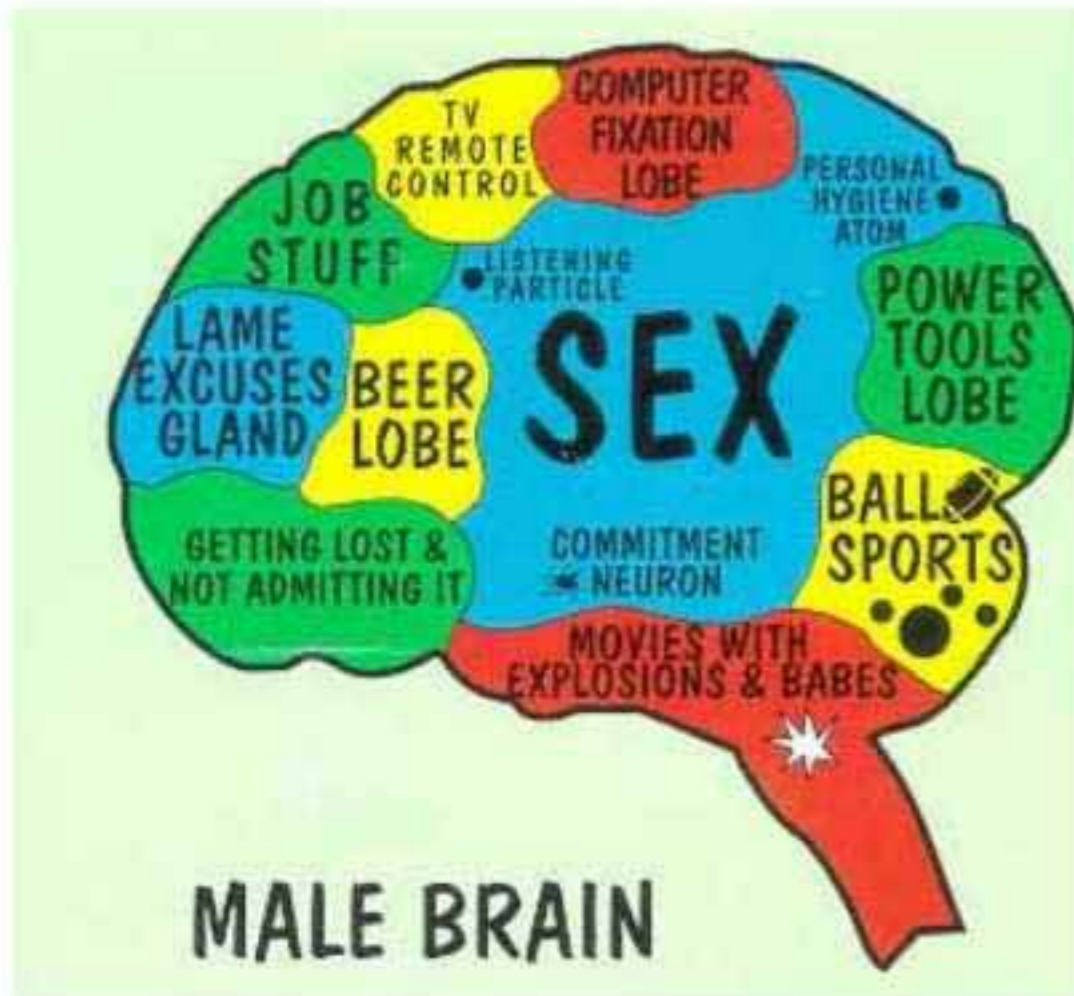 COMPUTER
FIXATION
LOBE
TV
REMOTE
CONTROL
PERSONAL
HYGIENE
ATOM
JOB
STUFF
LISTENING
PARTICLE
SEX
POWER
TOOLS
LOBE
LAME
EXCUSES
GLAND
BEER
LOBE
BALL
SPORTS
GETTING LOST &
NOT ADMITTING IT
COMMITMENT
NEURON
MOVIES WITH
EXPLOSIONS & BABES
MALE BRAIN